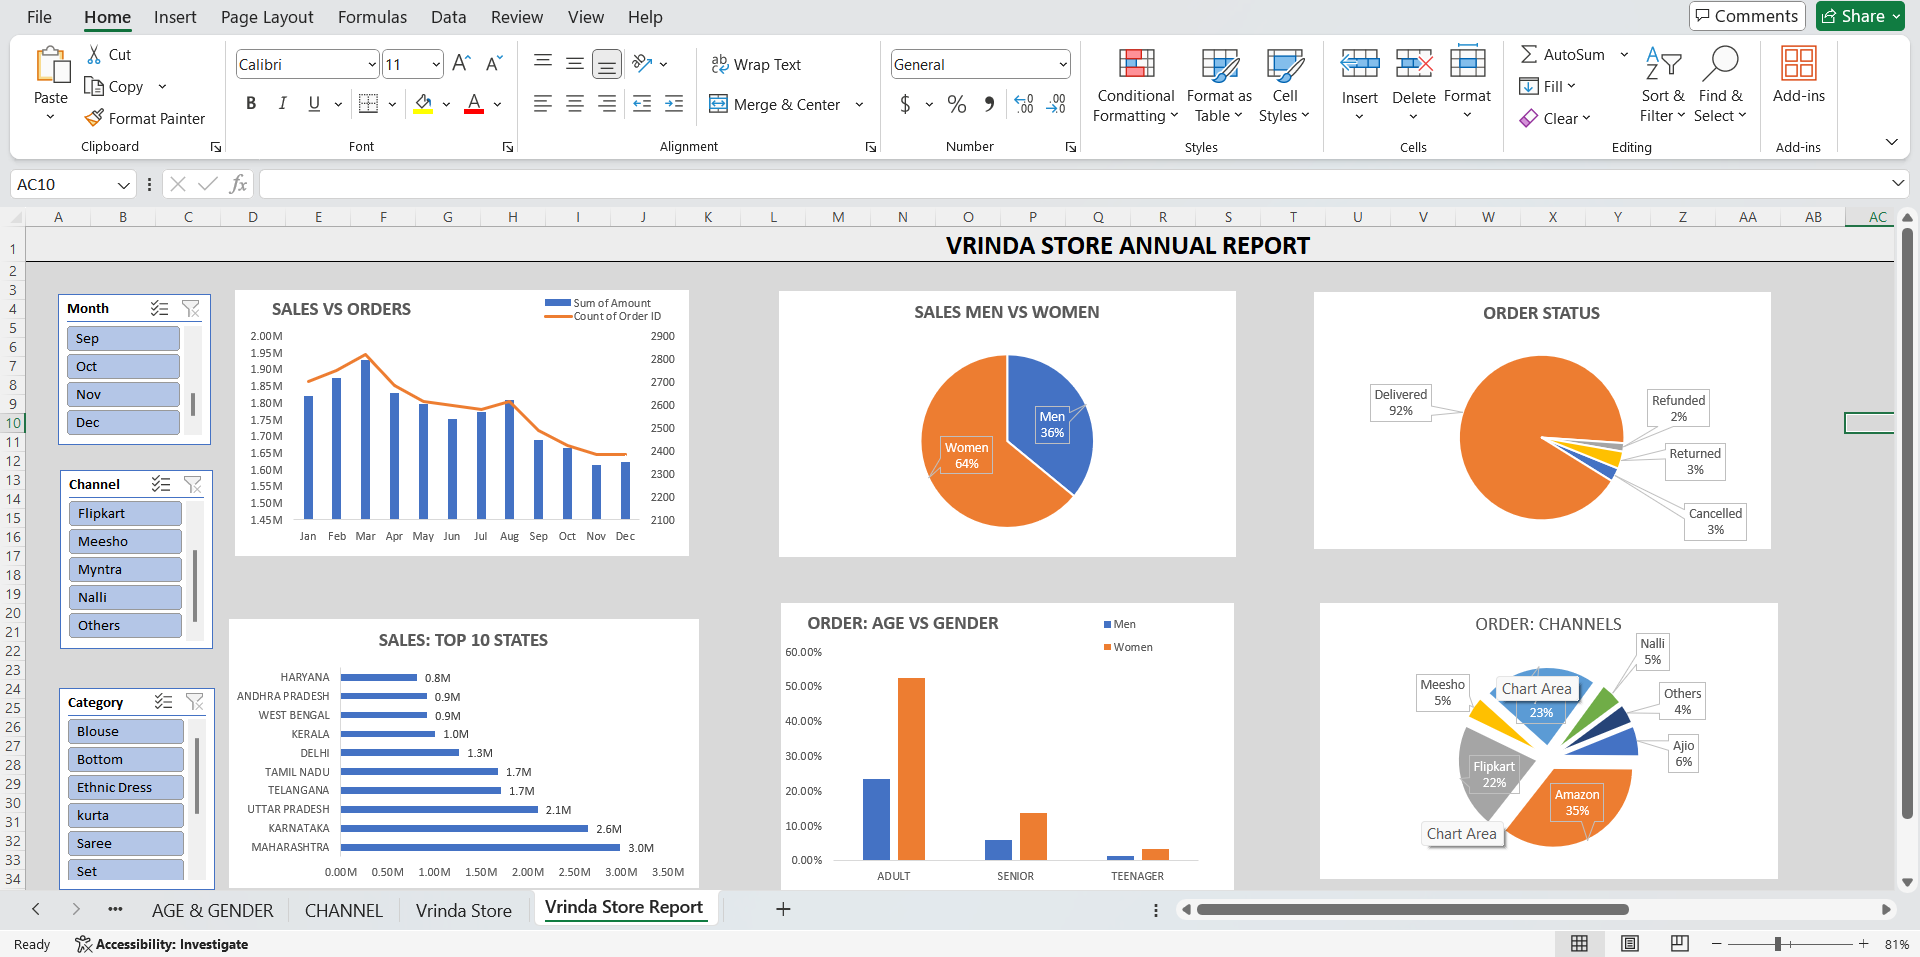 File Home Insert Page Layout Formulas Data Review View Help Comments Share
Paste Cut Copy Format Painter Clipboard
Calibri 11 B I U A Font
Wrap Text Merge & Center Alignment
General $ % Number
Conditional Formatting Format as Table Cell Styles Styles
Insert Delete Format Cells
AutoSum Fill Clear Sort & Filter Find & Select Editing
Add-ins Add-ins
AC10 fx
A B C D E F G H I J K L M N O P Q R S T U V W X Y Z AA AB AC
1 2 3 4 5 6 7 8 9 10 11 12 13 14 15 16 17 18 19 20 21 22 23 24 25 26 27 28 29 30 31 32 33 34
VRINDA STORE ANNUAL REPORT
Month
Sep
Oct
Nov
Dec
Channel
Flipkart
Meesho
Myntra
Nalli
Others
Category
Blouse
Bottom
Ethnic Dress
kurta
Saree
Set
SALES VS ORDERS
Sum of Amount
Count of Order ID
2.00M
1.95M
1.90M
1.85M
1.80M
1.75M
1.70M
1.65M
1.60M
1.55M
1.50M
1.45M
2900
2800
2700
2600
2500
2400
2300
2200
2100
Jan Feb Mar Apr May Jun Jul Aug Sep Oct Nov Dec
SALES MEN VS WOMEN
Men
36%
Women
64%
ORDER STATUS
Delivered
92%
Refunded
2%
Returned
3%
Cancelled
3%
SALES: TOP 10 STATES
HARYANA 0.8M
ANDHRA PRADESH 0.9M
WEST BENGAL 0.9M
KERALA 1.0M
DELHI 1.3M
TAMIL NADU 1.7M
TELANGANA 1.7M
UTTAR PRADESH 2.1M
KARNATAKA 2.6M
MAHARASHTRA 3.0M
0.00M 0.50M 1.00M 1.50M 2.00M 2.50M 3.00M 3.50M
ORDER: AGE VS GENDER
Men
Women
60.00%
50.00%
40.00%
30.00%
20.00%
10.00%
0.00%
ADULT SENIOR TEENAGER
ORDER: CHANNELS
Nalli
5%
Meesho
5%
Chart Area
23%
Others
4%
Ajio
6%
Flipkart
22%
Amazon
35%
Chart Area
AGE & GENDER CHANNEL Vrinda Store Vrinda Store Report
Ready Accessibility: Investigate 81%